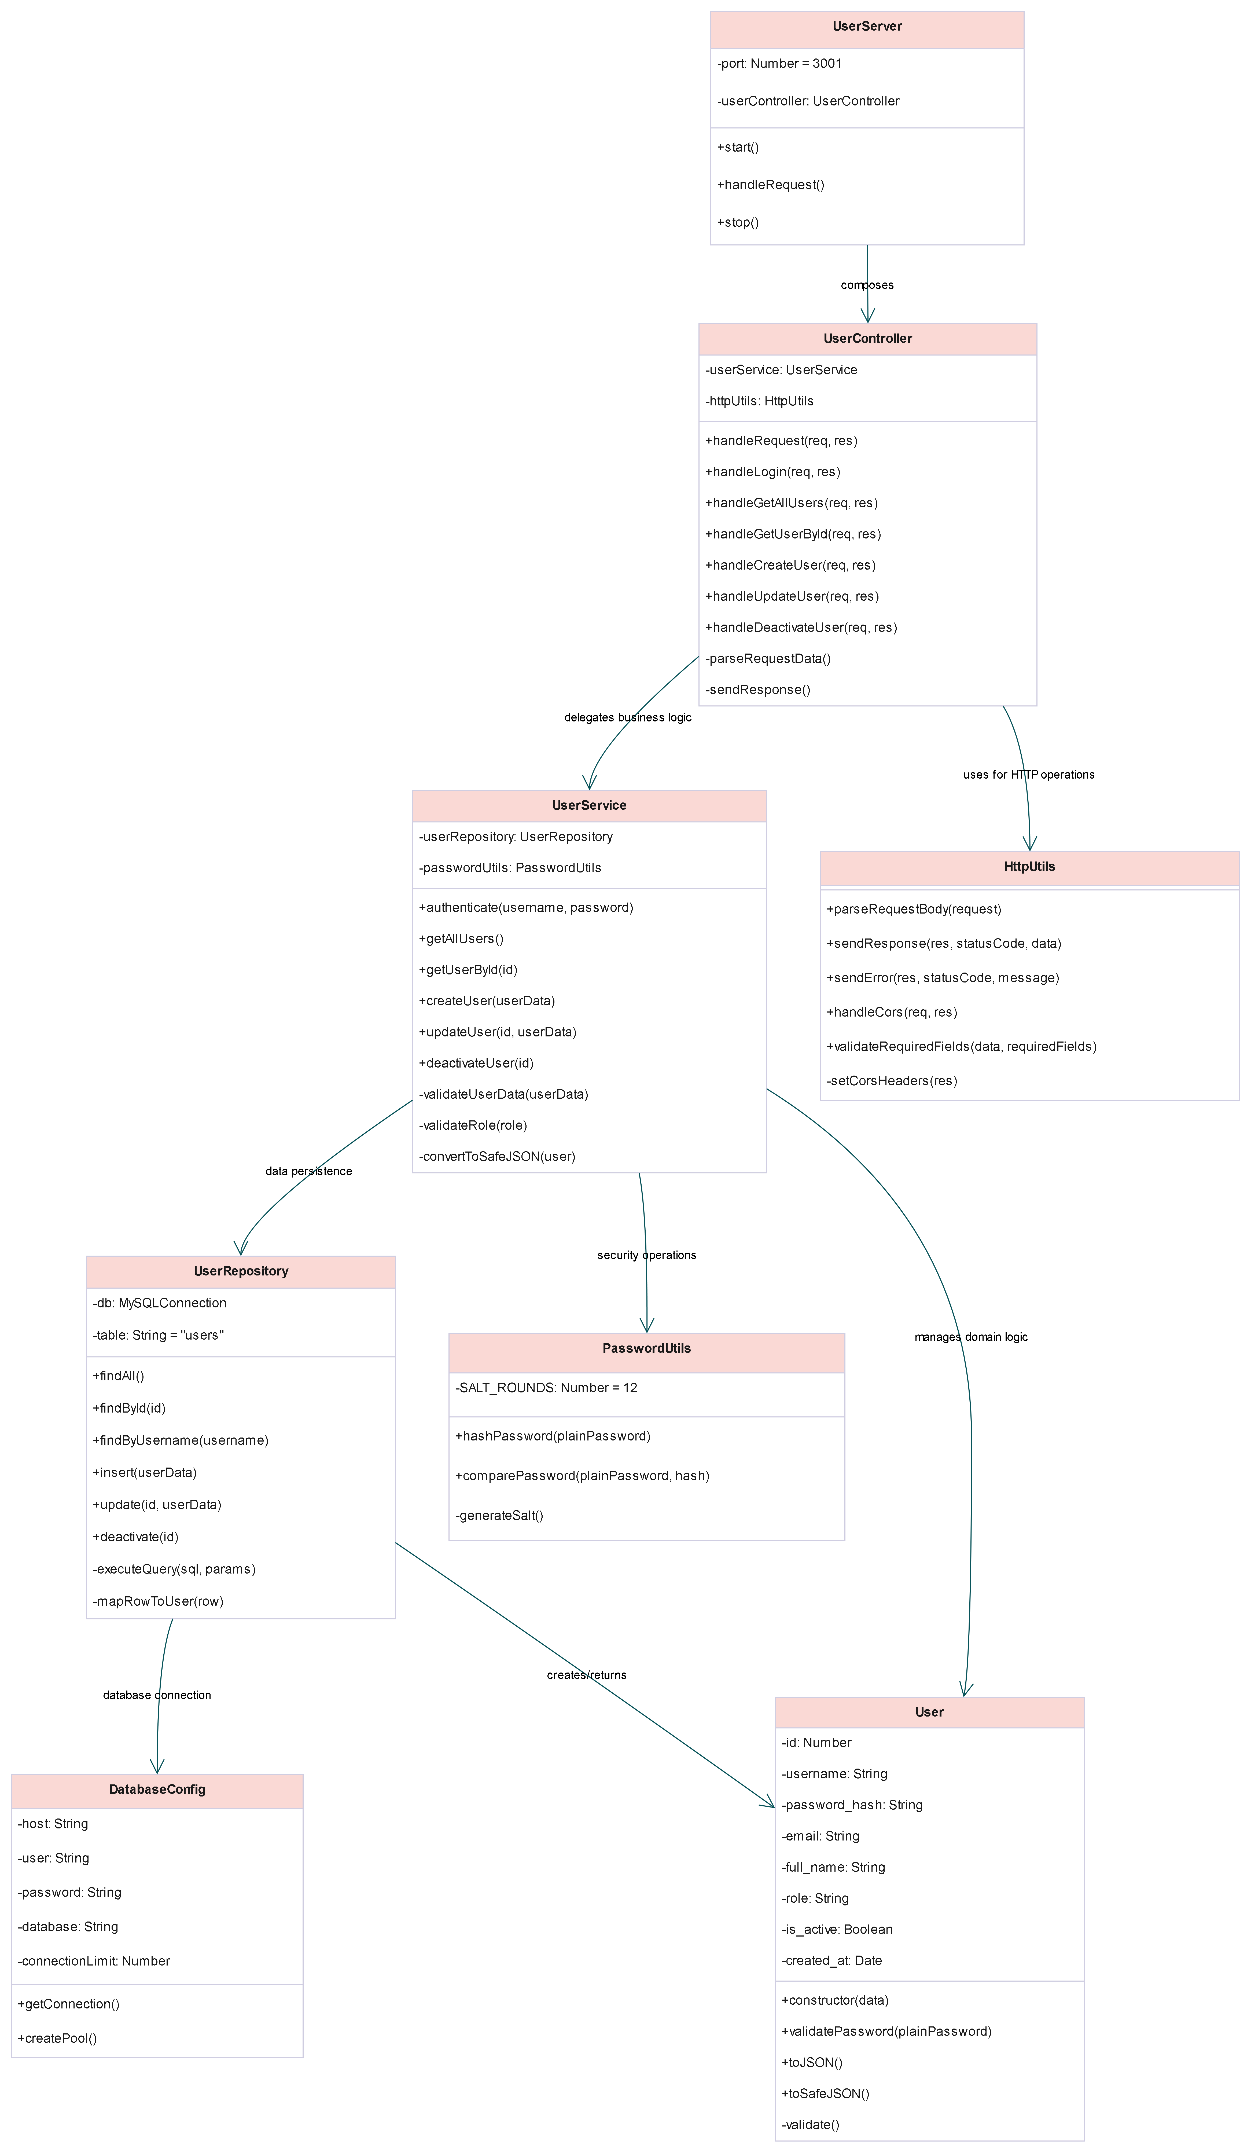 UserServer
-port: Number = 3001
-userController: UserController
+start()
+handleRequest()
+stop()
composes
UserController
-userService: UserService
-httpUtils: HttpUtils
+handleRequest(req, res)
+handleLogin(req, res)
+handleGetAllUsers(req, res)
+handleGetUserById(req, res)
+handleCreateUser(req, res)
+handleUpdateUser(req, res)
+handleDeactivateUser(req, res)
-parseRequestData()
-sendResponse()
delegates business logic
uses for HTTP operations
UserService
-userRepository: UserRepository
-passwordUtils: PasswordUtils
+authenticate(username, password)
+getAllUsers()
+getUserById(id)
+createUser(userData)
+updateUser(id, userData)
+deactivateUser(id)
-validateUserData(userData)
-validateRole(role)
-convertToSafeJSON(user)
HttpUtils
+parseRequestBody(request)
+sendResponse(res, statusCode, data)
+sendError(res, statusCode, message)
+handleCors(req, res)
+validateRequiredFields(data, requiredFields)
-setCorsHeaders(res)
data persistence
security operations
manages domain logic
UserRepository
-db: MySQLConnection
-table: String = "users"
+findAll()
+findById(id)
+findByUsername(username)
+insert(userData)
+update(id, userData)
+deactivate(id)
-executeQuery(sql, params)
-mapRowToUser(row)
PasswordUtils
-SALT_ROUNDS: Number = 12
+hashPassword(plainPassword)
+comparePassword(plainPassword, hash)
-generateSalt()
database connection
creates/returns
DatabaseConfig
-host: String
-user: String
-password: String
-database: String
-connectionLimit: Number
+getConnection()
+createPool()
User
-id: Number
-username: String
-password_hash: String
-email: String
-full_name: String
-role: String
-is_active: Boolean
-created_at: Date
+constructor(data)
+validatePassword(plainPassword)
+toJSON()
+toSafeJSON()
-validate()